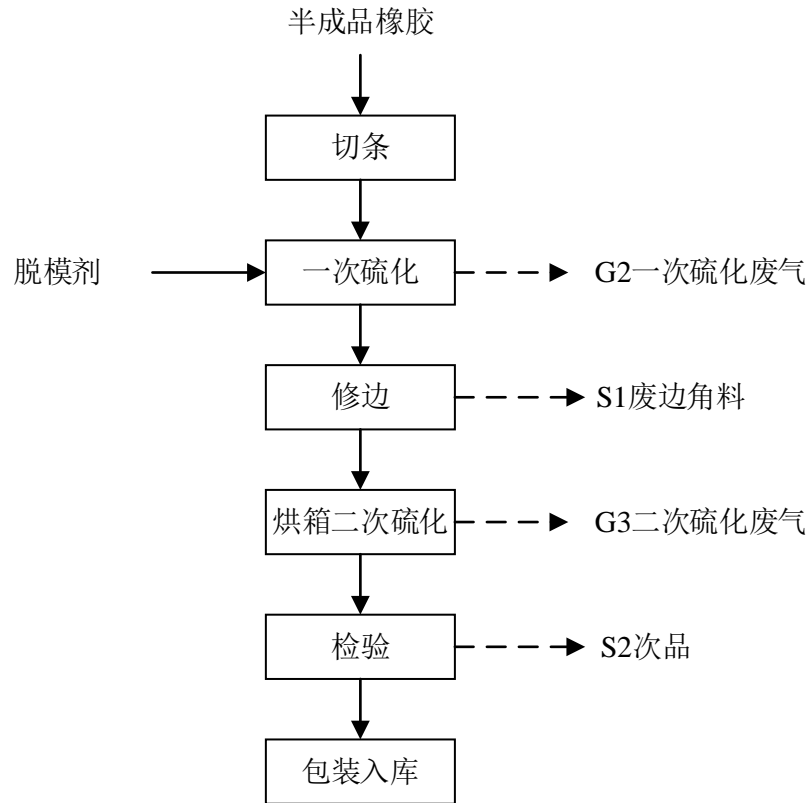 半成品橡胶
切条
脱模剂
一次硫化
G2一次硫化废气
修边
S1废边角料
烘箱二次硫化
G3二次硫化废气
检验
S2次品
包装入库